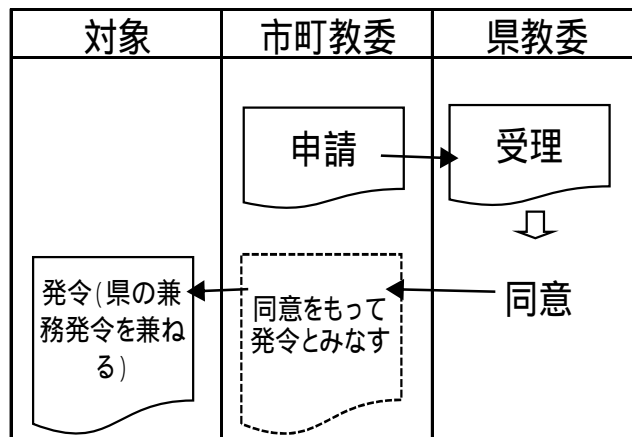 対象
市町教委
県教委
申請
受理
発令(県の兼
務発令を兼ね
る)
同意をもって
発令とみなす
同意